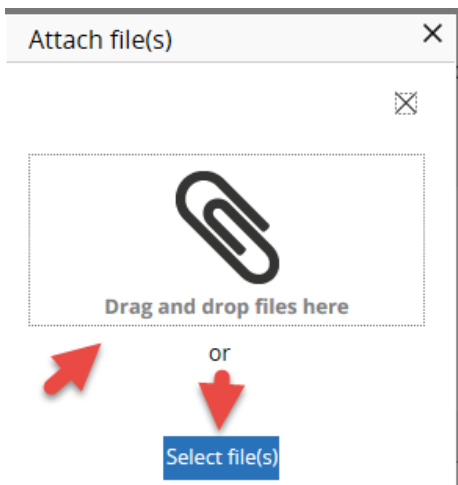 Attach file(s)
Drag and drop files here
or
Select file(s)